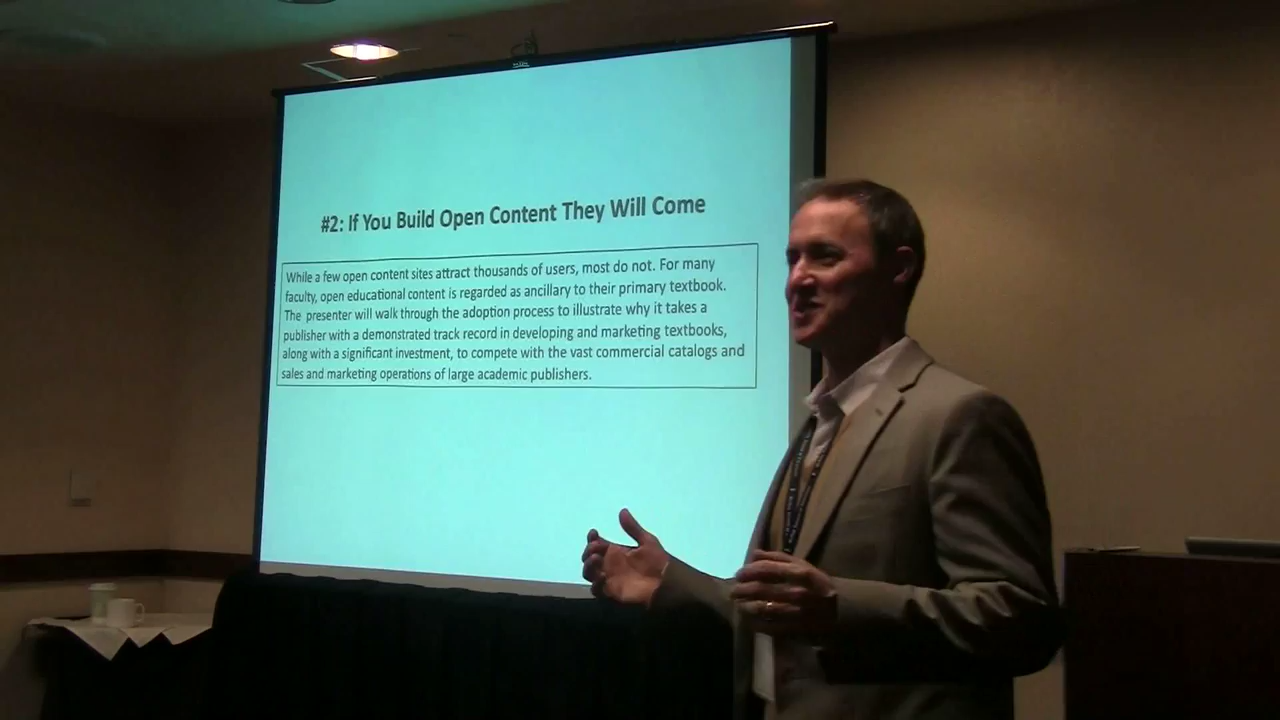 #2: If You Build Open Content They Will Come
While a few open content sites attract thousands of users, most do not. For many
faculty, open educational content is regarded as ancillary to their primary textbook.
The presenter will walk through the adoption process to illustrate why it takes a
publisher with a demonstrated track record in developing and marketing textbooks,
along with a significant investment, to compete with the vast commercial catalogs and
sales and marketing operations of large academic publishers.